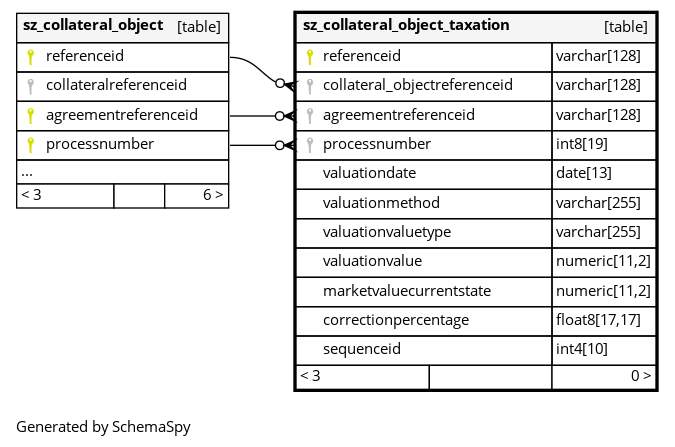 sz_collateral_object [table]
referenceid
collateralreferenceid
agreementreferenceid
processnumber
...
< 3 6 >
sz_collateral_object_taxation [table]
referenceid varchar[128]
collateral_objectreferenceid varchar[128]
agreementreferenceid varchar[128]
processnumber int8[19]
valuationdate date[13]
valuationmethod varchar[255]
valuationvaluetype varchar[255]
valuationvalue numeric[11,2]
marketvaluecurrentstate numeric[11,2]
correctionpercentage float8[17,17]
sequenceid int4[10]
< 3 0 >
Generated by SchemaSpy